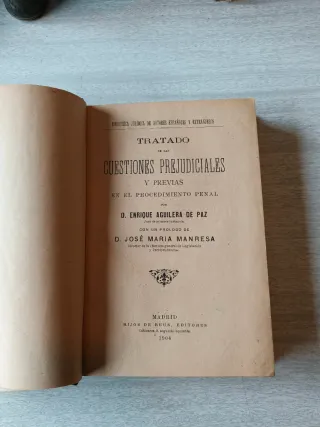 BIBLIOTECA JURÍDICA DE AUTORES ESPAÑOLES Y EXTRANJEROS
TRATADO
DE LAS
CUESTIONES PREJUDICIALES
Y PREVIAS
EN EL PROCEDIMIENTO PENAL
POR
D. ENRIQUE AGUILERA DE PAZ
CON UN PRÓLOGO DE
D. JOSÉ MARIA MANRESA
MADRID
HIJOS DE REUS, EDITORES